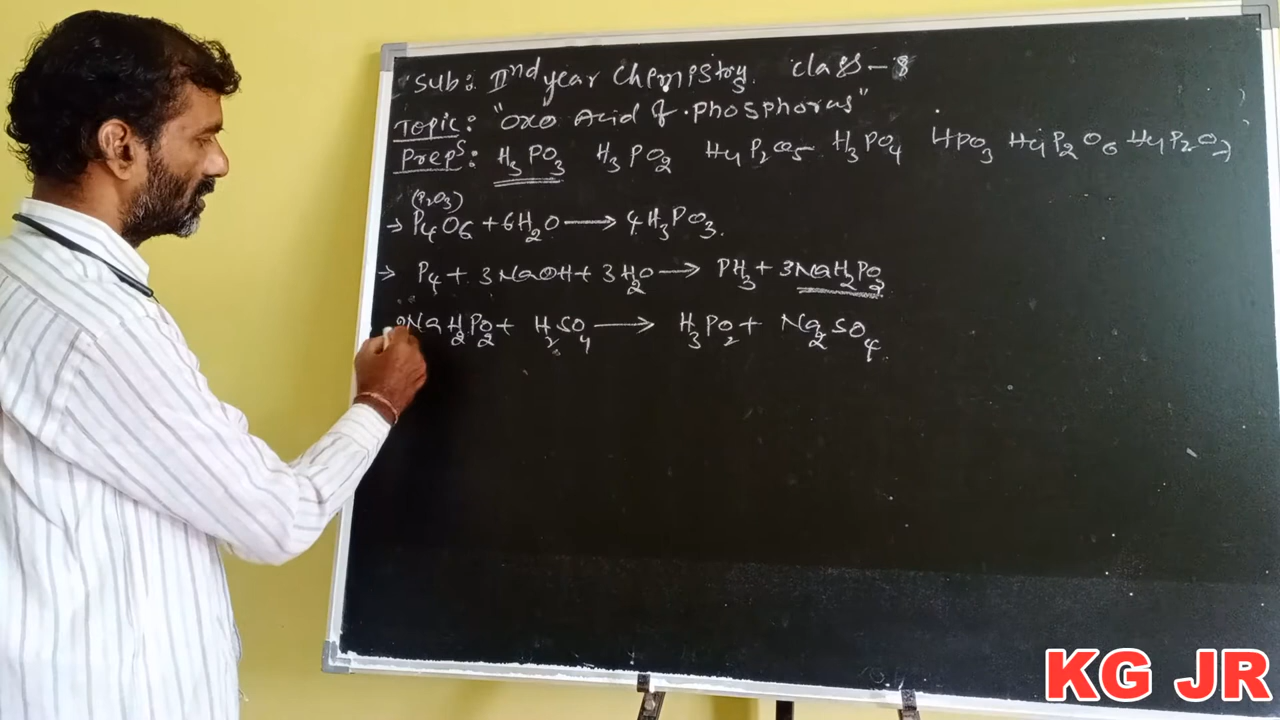 Sub: IInd year Chemistry. class - 8
Topic: "Oxo Acid of Phosphorus"
Preps: H3PO3 H3PO2 H4P2O5 H3PO4 HPO3 H4P2O6 H4P2O7
(P2O3)
→ P4O6 + 6H2O ⟶ 4H3PO3.
→ P4 + 3NaOH + 3H2O ⟶ PH3 + 3NaH2PO2
2NaH2PO2 + H2SO4 ⟶ H3PO2 + Na2SO4
KG JR